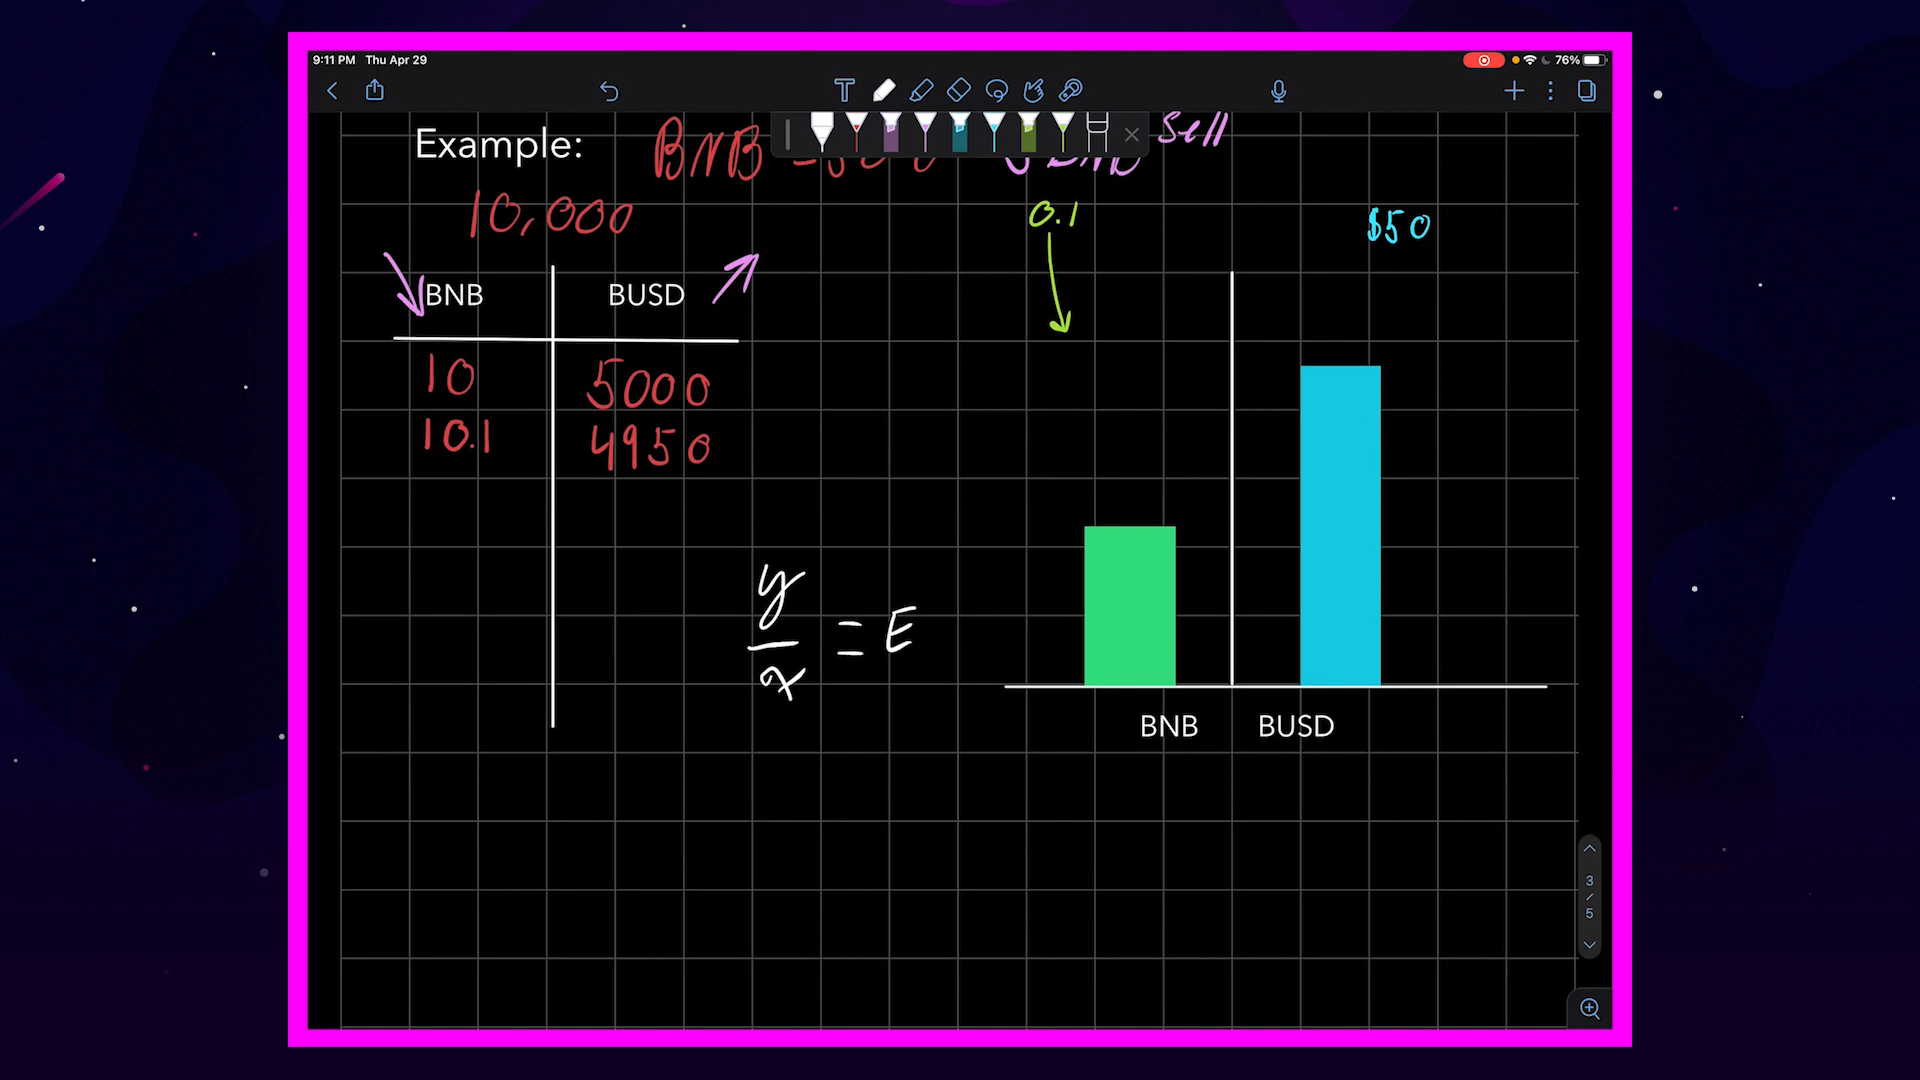 9:11 PM Thu Apr 29 76%
Example: BNB sell
10,000 0.1 $50
BNB BUSD
10 5000
10.1 4950
y/x = E
BNB BUSD
3
/
5